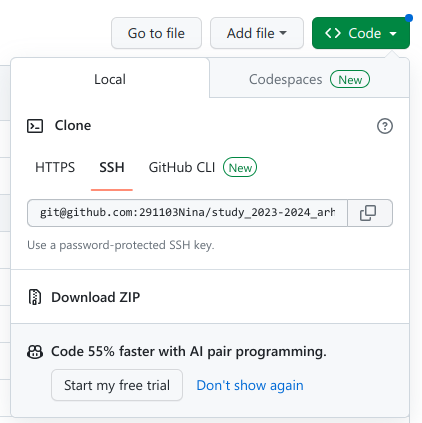 Go to file Add file <> Code
Local Codespaces New
Clone
HTTPS SSH GitHub CLI New
git@github.com:291103Nina/study_2023-2024_arh
Use a password-protected SSH key.
Download ZIP
Code 55% faster with AI pair programming.
Start my free trial Don't show again